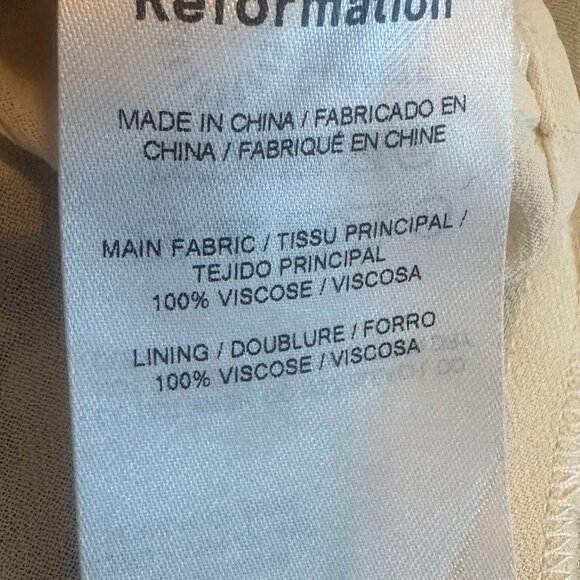 Reformation
MADE IN CHINA / FABRICADO EN
CHINA / FABRIQUÉ EN CHINE
MAIN FABRIC / TISSU PRINCIPAL /
TEJIDO PRINCIPAL
100% VISCOSE / VISCOSA
LINING / DOUBLURE / FORRO
100% VISCOSE / VISCOSA